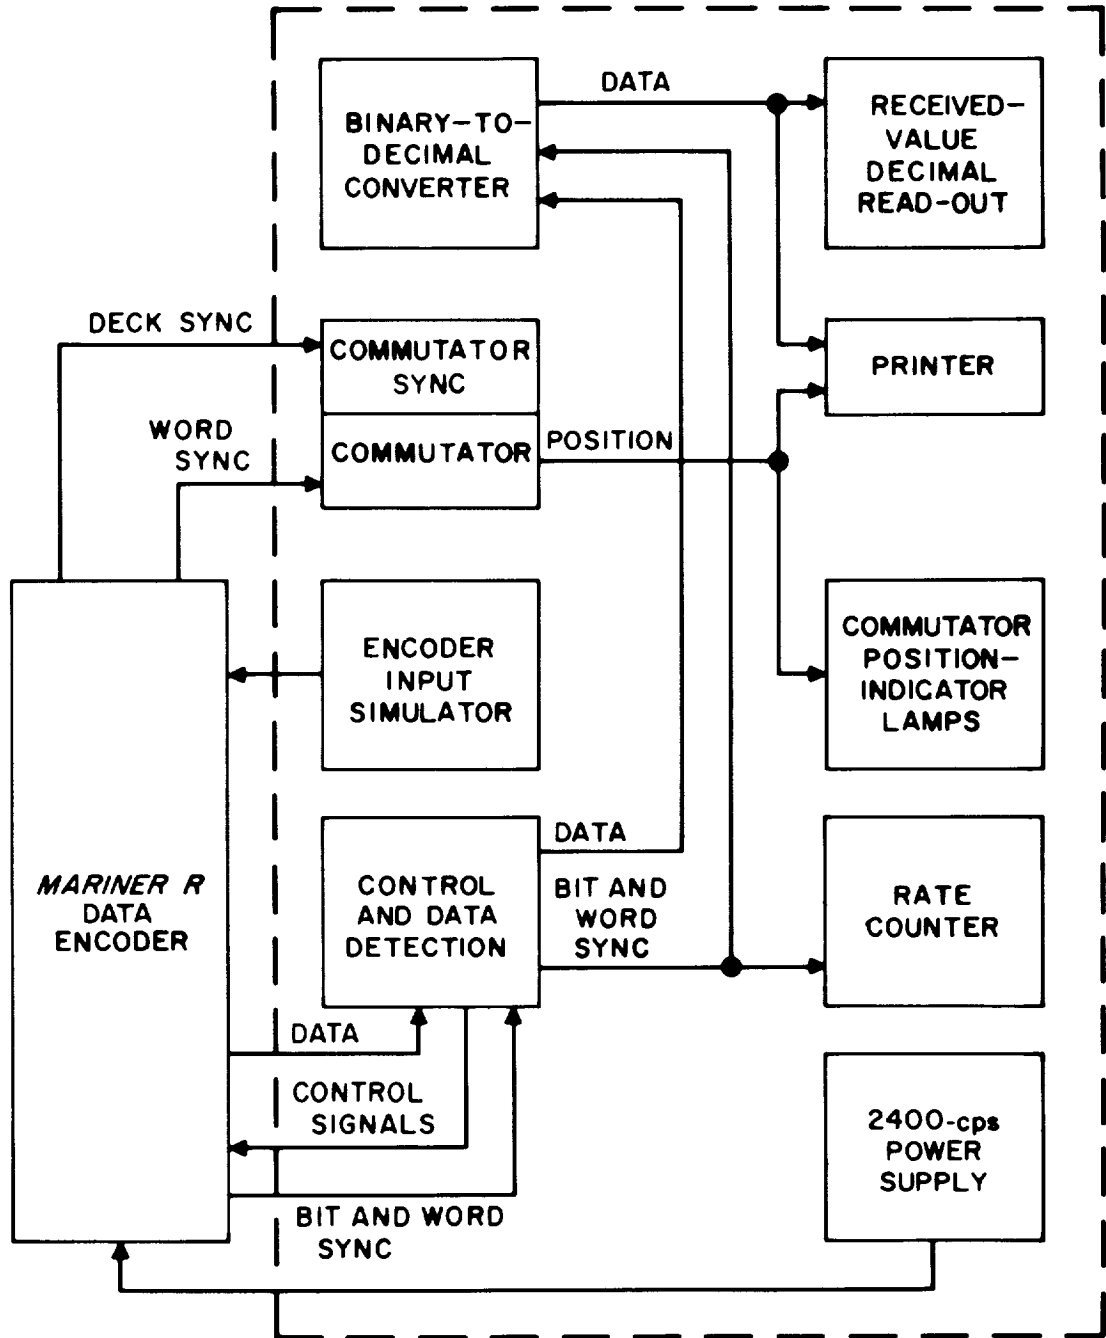 DATA
BINARY-TO-
DECIMAL
CONVERTER
RECEIVED-
VALUE
DECIMAL
READ-OUT
DECK SYNC
COMMUTATOR
SYNC
PRINTER
WORD
SYNC
COMMUTATOR
POSITION
ENCODER
INPUT
SIMULATOR
COMMUTATOR
POSITION-
INDICATOR
LAMPS
MARINER R
DATA
ENCODER
CONTROL
AND DATA
DETECTION
DATA
BIT AND
WORD
SYNC
RATE
COUNTER
DATA
CONTROL
SIGNALS
BIT AND WORD
SYNC
2400-cps
POWER
SUPPLY